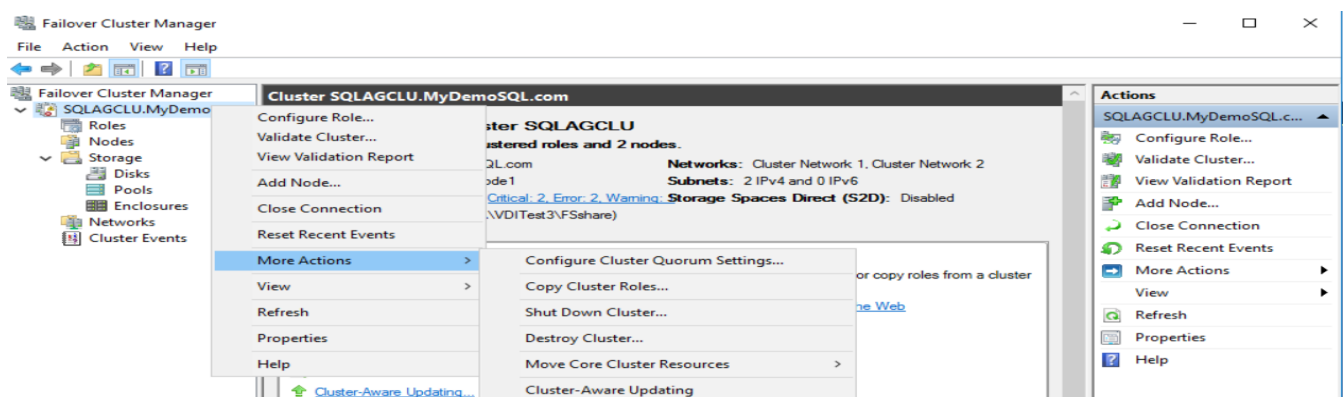 Failover Cluster Manager
File Action View Help
Failover Cluster Manager
SQLAGCLU.MyDemo
Roles
Nodes
Storage
Disks
Pools
Enclosures
Networks
Cluster Events
Configure Role...
Validate Cluster...
View Validation Report
Add Node...
Close Connection
Reset Recent Events
More Actions >
View >
Refresh
Properties
Help
Configure Cluster Quorum Settings...
Copy Cluster Roles...
Shut Down Cluster...
Destroy Cluster...
Move Core Cluster Resources >
Cluster-Aware Updating
Cluster SQLAGCLU.MyDemoSQL.com
ster SQLAGCLU
ustered roles and 2 nodes.
QL.com Networks: Cluster Network 1, Cluster Network 2
ode1 Subnets: 2 IPv4 and 0 IPv6
Critical: 2, Error: 2, Warning: Storage Spaces Direct (S2D): Disabled
\VDITest3\FSshare)
or copy roles from a cluster
he Web
Cluster-Aware Updating...
Actions
SQLAGCLU.MyDemoSQL.c...
Configure Role...
Validate Cluster...
View Validation Report
Add Node...
Close Connection
Reset Recent Events
More Actions
View
Refresh
Properties
Help